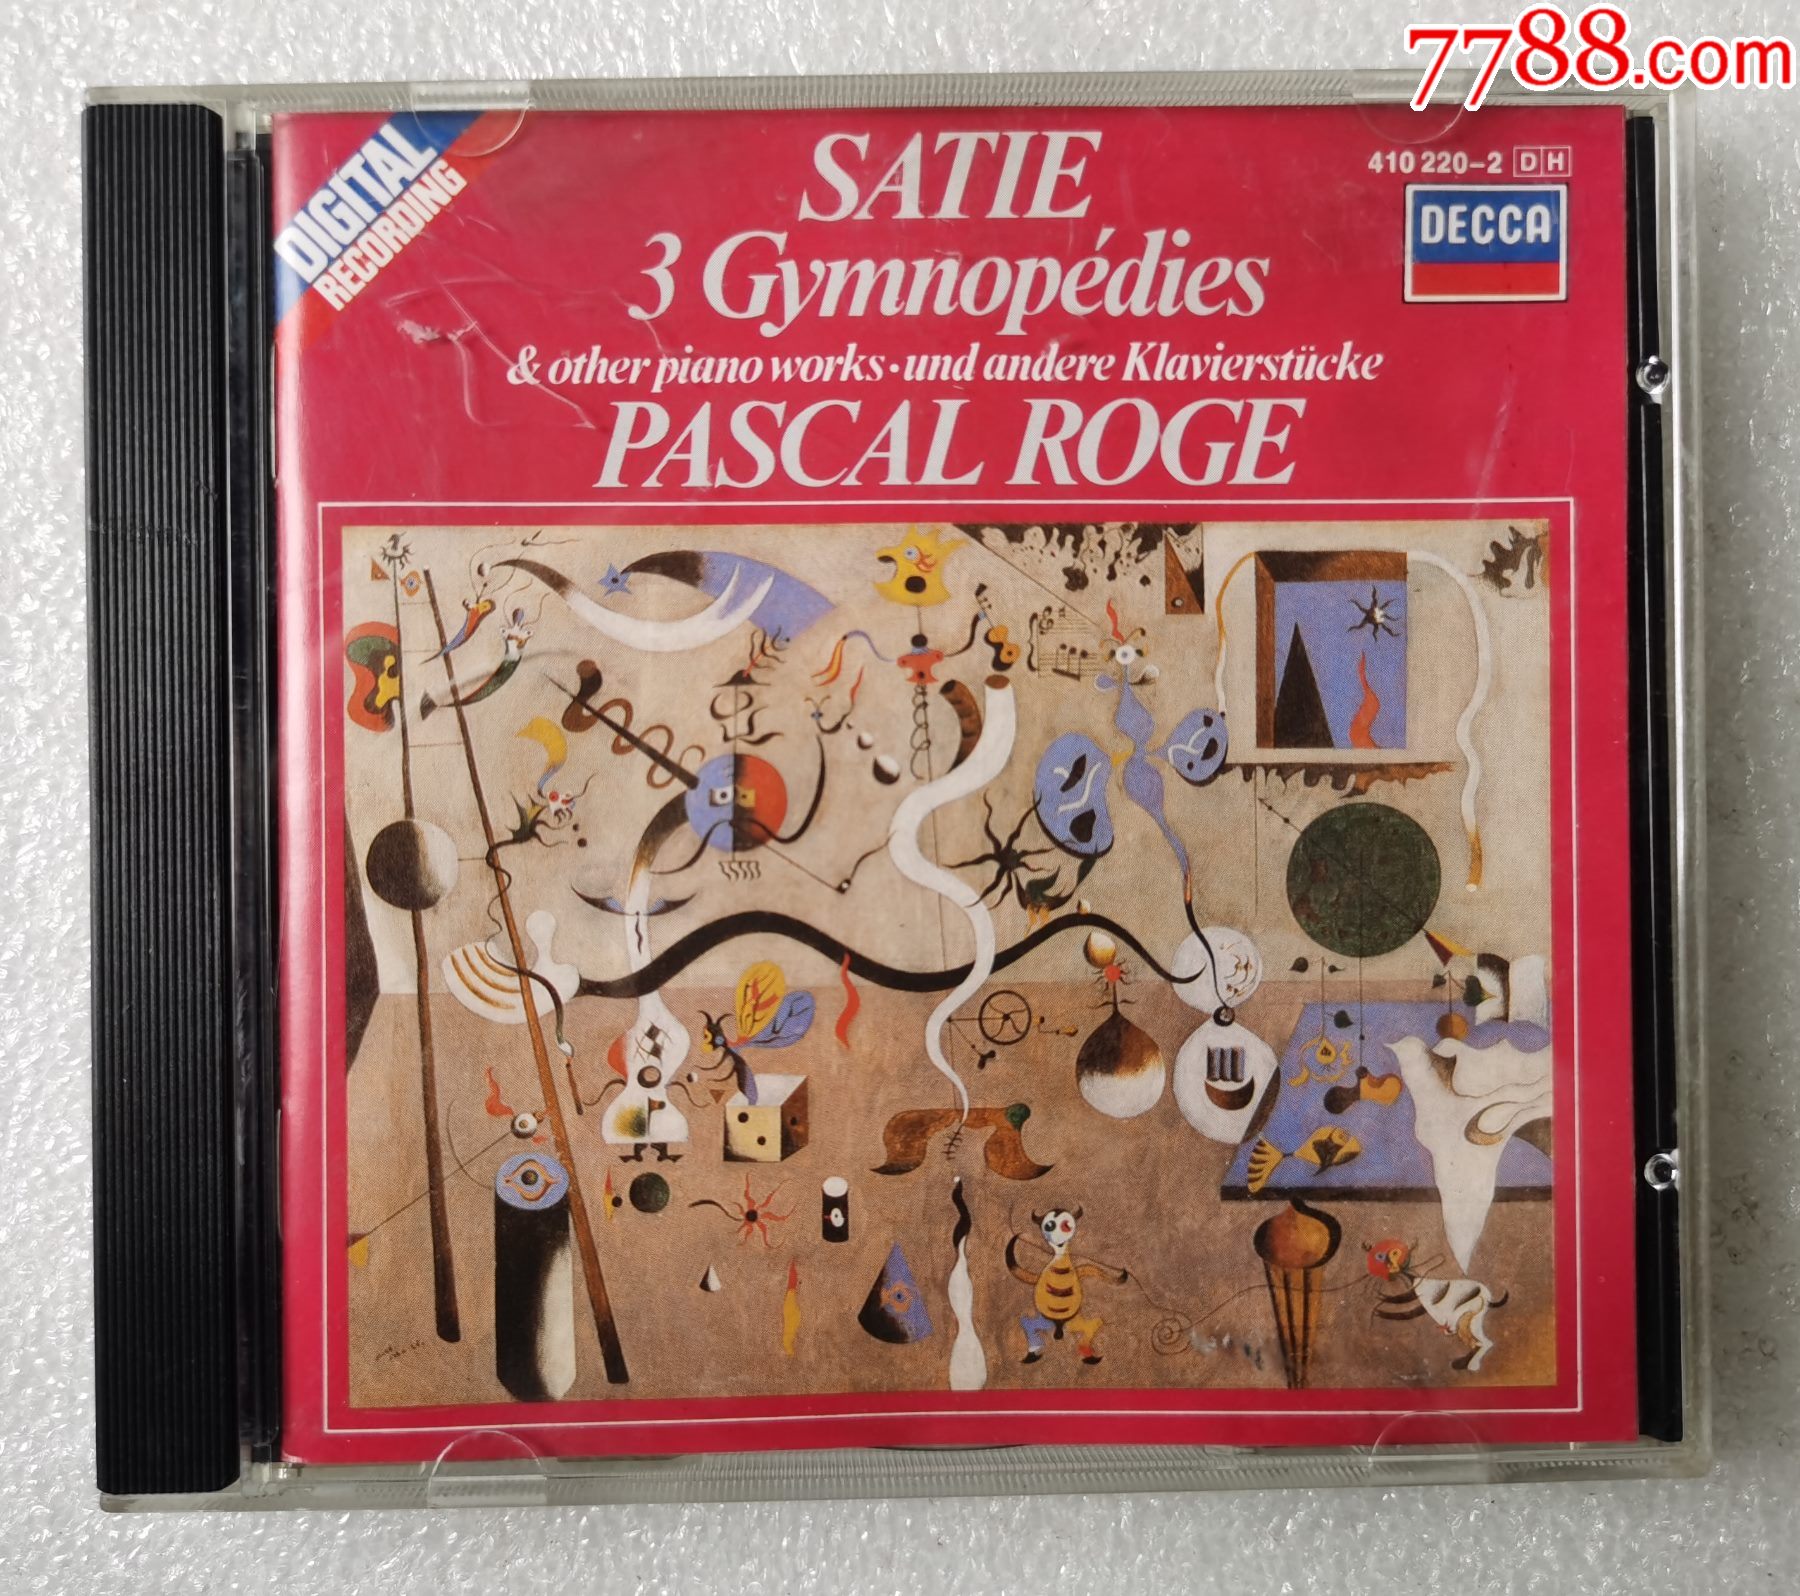 7788.com
DIGITAL
RECORDING
SATIE
3 Gymnopédies
& other piano works · und andere Klavierstücke
PASCAL ROGE
410 220-2 DH
DECCA